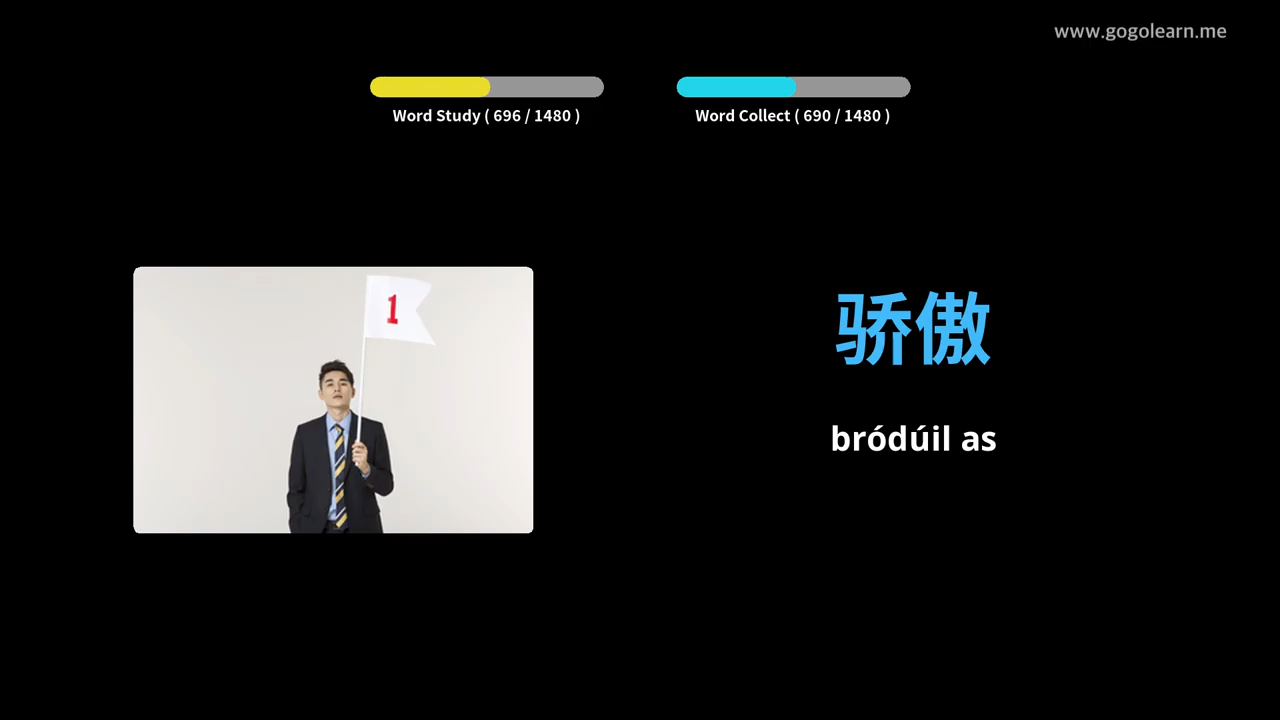 www.gogolearn.me
Word Study ( 696 / 1480 )
Word Collect ( 690 / 1480 )
1
骄傲
bródúil as